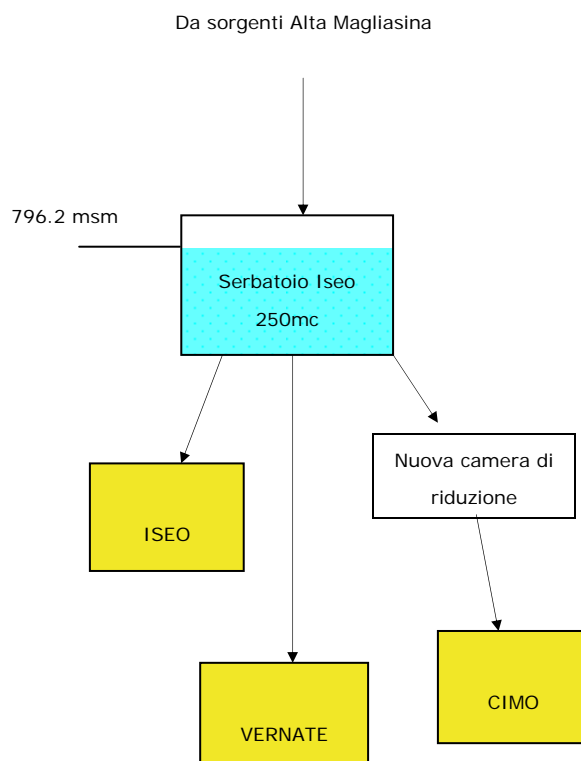 Da sorgenti Alta Magliasina
796.2 msm
Serbatoio Iseo
250mc
Nuova camera di
riduzione
ISEO
CIMO
VERNATE